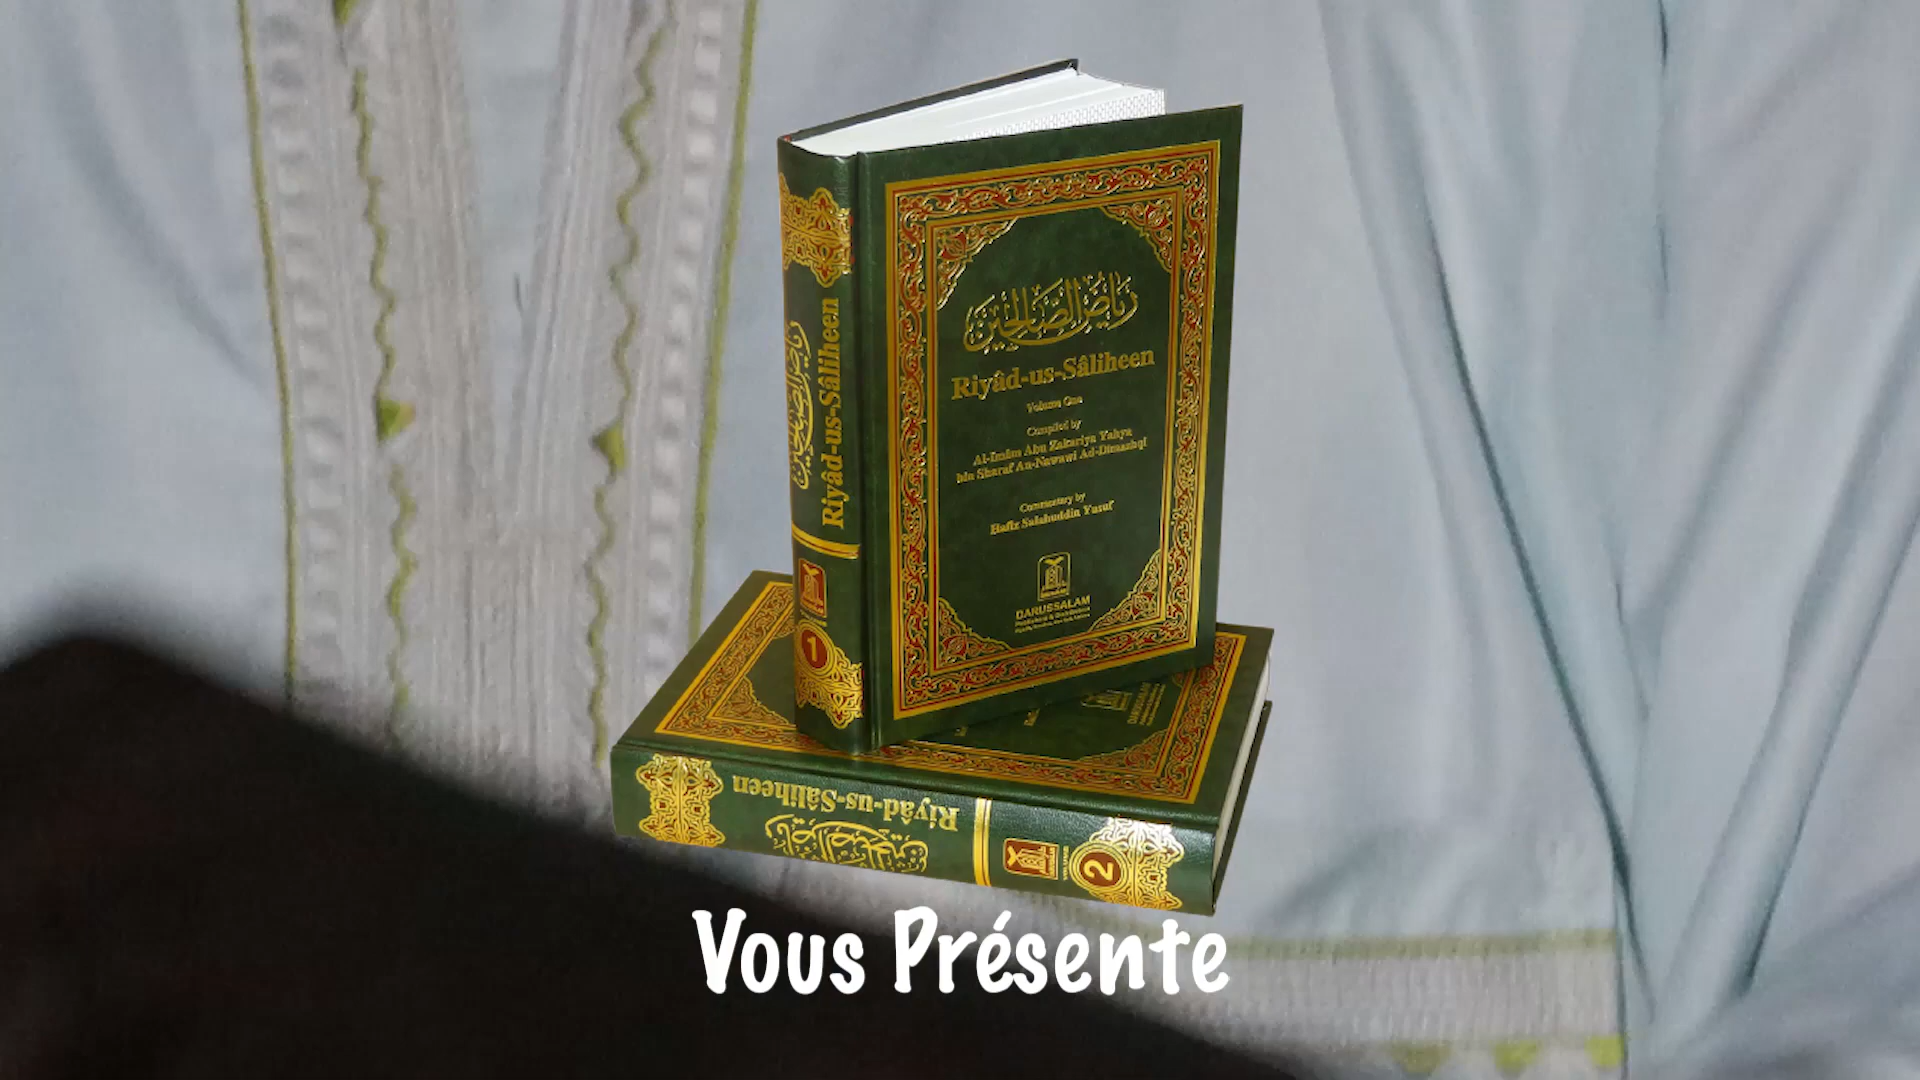 رياض الصالحين
Riyâd-us-Sâliheen
Volume One
Compiled by
Al-Imâm Abu Zakariya Yahya
bin Sharaf An-Nawawi Ad-Dimashqi
Commentary by
Hafiz Salahuddin Yusuf
DARUSSALAM
رياض الصالحين
Riyâd-us-Sâliheen
1
DARUSSALAM
Riyâd-us-Sâliheen
رياض الصالحين
2
Vous Présente